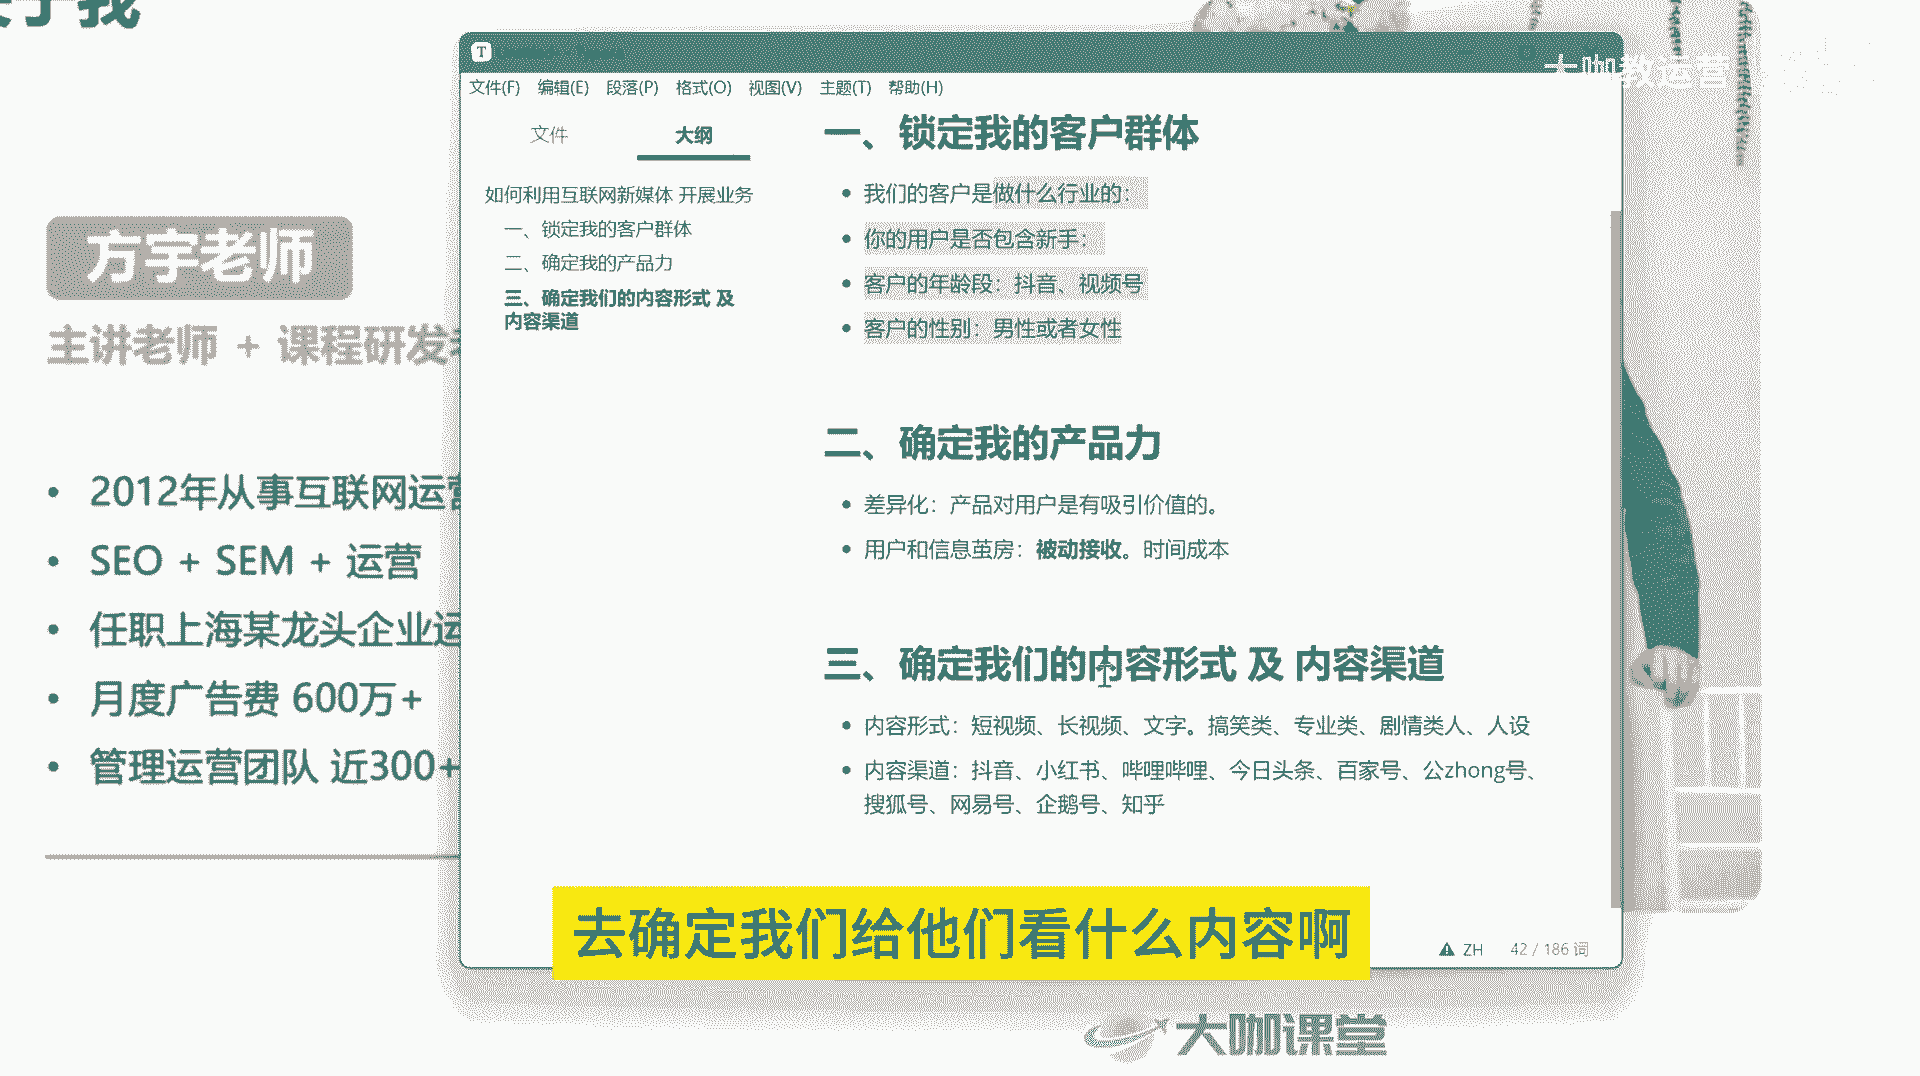 关于我
方宇老师
主讲老师 + 课程研发
• 2012年从事互联网运营
• SEO + SEM + 运营
• 任职上海某龙头企业运
• 月度广告费 600万+
• 管理运营团队 近300+
T
大咖教运营
文件(F) 编辑(E) 段落(P) 格式(O) 视图(V) 主题(T) 帮助(H)
文件 大纲
如何利用互联网新媒体 开展业务
一、锁定我的客户群体
二、确定我的产品力
三、确定我们的内容形式 及
内容渠道
一、锁定我的客户群体
• 我们的客户是做什么行业的：
• 你的用户是否包含新手：
• 客户的年龄段：抖音、视频号
• 客户的性别：男性或者女性
二、确定我的产品力
• 差异化：产品对用户是有吸引价值的。
• 用户和信息茧房：被动接收。时间成本
三、确定我们的内容形式 及 内容渠道
• 内容形式：短视频、长视频、文字。搞笑类、专业类、剧情类人、人设
• 内容渠道：抖音、小红书、哔哩哔哩、今日头条、百家号、公zhong号、
搜狐号、网易号、企鹅号、知乎
去确定我们给他们看什么内容啊
ZH 42 / 186 词
大咖课堂